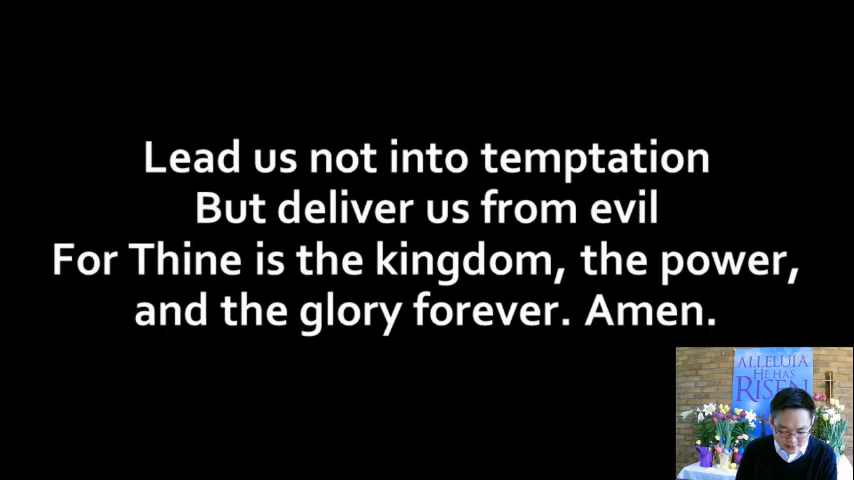 Lead us not into temptation
But deliver us from evil
For Thine is the kingdom, the power,
and the glory forever. Amen.
ALLELUIA
HE HAS
RISEN